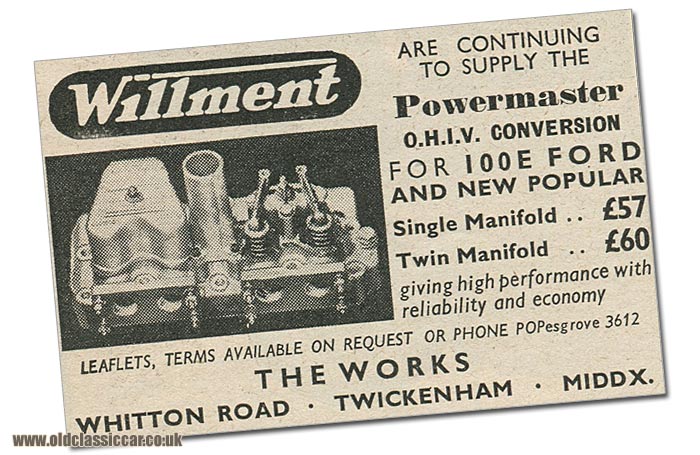 Willment
ARE CONTINUING
TO SUPPLY THE
Powermaster
O.H.I.V. CONVERSION
FOR 100E FORD
AND NEW POPULAR
Single Manifold .. £57
Twin Manifold .. £60
giving high performance with
reliability and economy
LEAFLETS, TERMS AVAILABLE ON REQUEST OR PHONE POPesgrove 3612
THE WORKS
WHITTON ROAD · TWICKENHAM · MIDDX.
www.oldclassiccar.co.uk